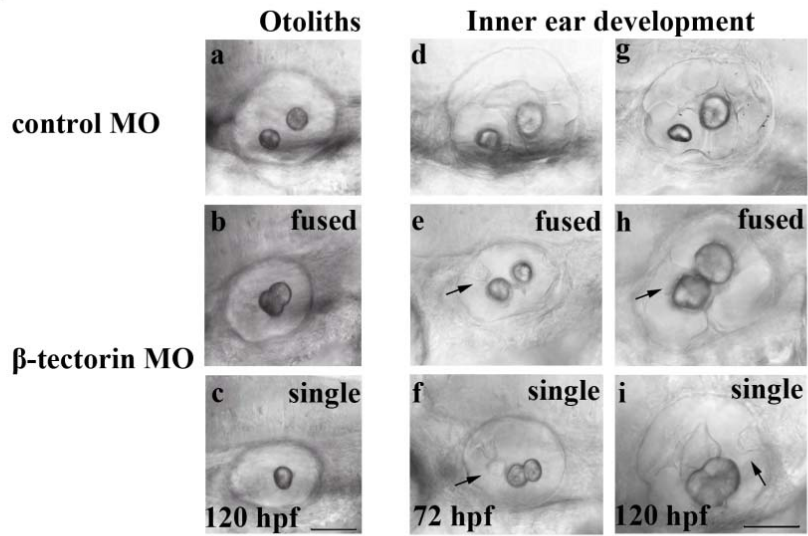 Otoliths Inner ear development
a d g
control MO
b fused e fused h fused
β-tectorin MO
c single f single i single
120 hpf 72 hpf 120 hpf